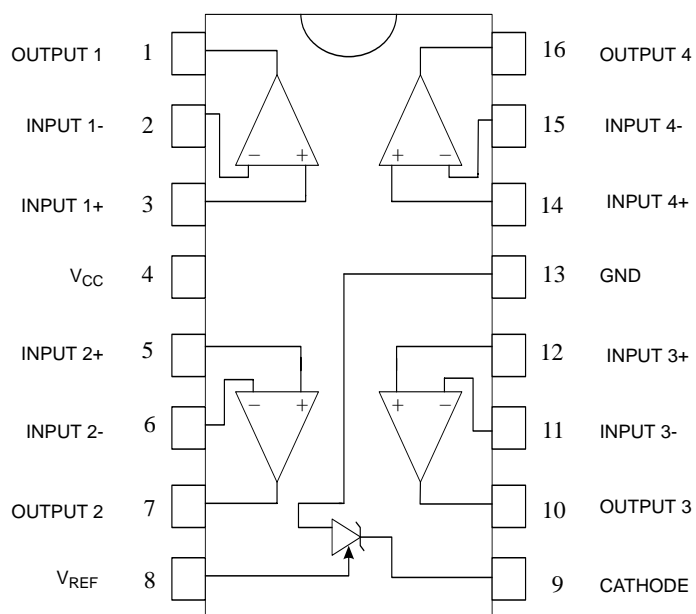 OUTPUT 1 1 16 OUTPUT 4
INPUT 1- 2 15 INPUT 4-
- + + -
INPUT 1+ 3 14 INPUT 4+
VCC 4 13 GND
INPUT 2+ 5 12 INPUT 3+
- + + -
INPUT 2- 6 11 INPUT 3-
OUTPUT 2 7 10 OUTPUT 3
VREF 8 9 CATHODE